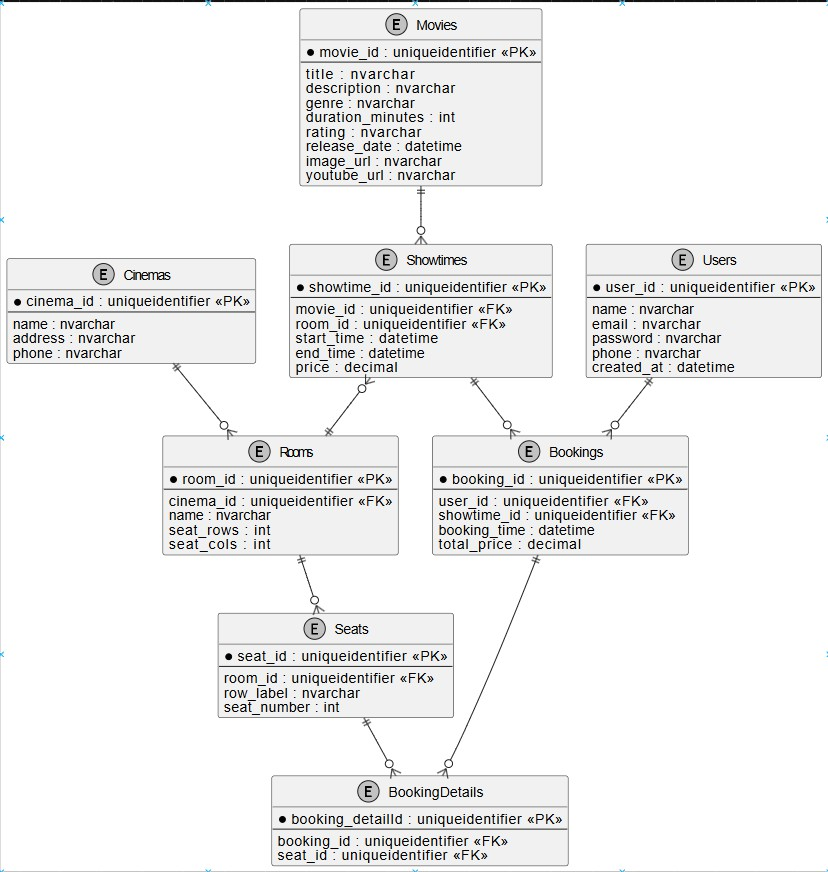 E Movies
movie_id : uniqueidentifier «PK»
title : nvarchar
description : nvarchar
genre : nvarchar
duration_minutes : int
rating : nvarchar
release_date : datetime
image_url : nvarchar
youtube_url : nvarchar
E Cinemas
cinema_id : uniqueidentifier «PK»
name : nvarchar
address : nvarchar
phone : nvarchar
E Showtimes
showtime_id : uniqueidentifier «PK»
movie_id : uniqueidentifier «FK»
room_id : uniqueidentifier «FK»
start_time : datetime
end_time : datetime
price : decimal
E Users
user_id : uniqueidentifier «PK»
name : nvarchar
email : nvarchar
password : nvarchar
phone : nvarchar
created_at : datetime
E Rooms
room_id : uniqueidentifier «PK»
cinema_id : uniqueidentifier «FK»
name : nvarchar
seat_rows : int
seat_cols : int
E Bookings
booking_id : uniqueidentifier «PK»
user_id : uniqueidentifier «FK»
showtime_id : uniqueidentifier «FK»
booking_time : datetime
total_price : decimal
E Seats
seat_id : uniqueidentifier «PK»
room_id : uniqueidentifier «FK»
row_label : nvarchar
seat_number : int
E BookingDetails
booking_detailId : uniqueidentifier «PK»
booking_id : uniqueidentifier «FK»
seat_id : uniqueidentifier «FK»